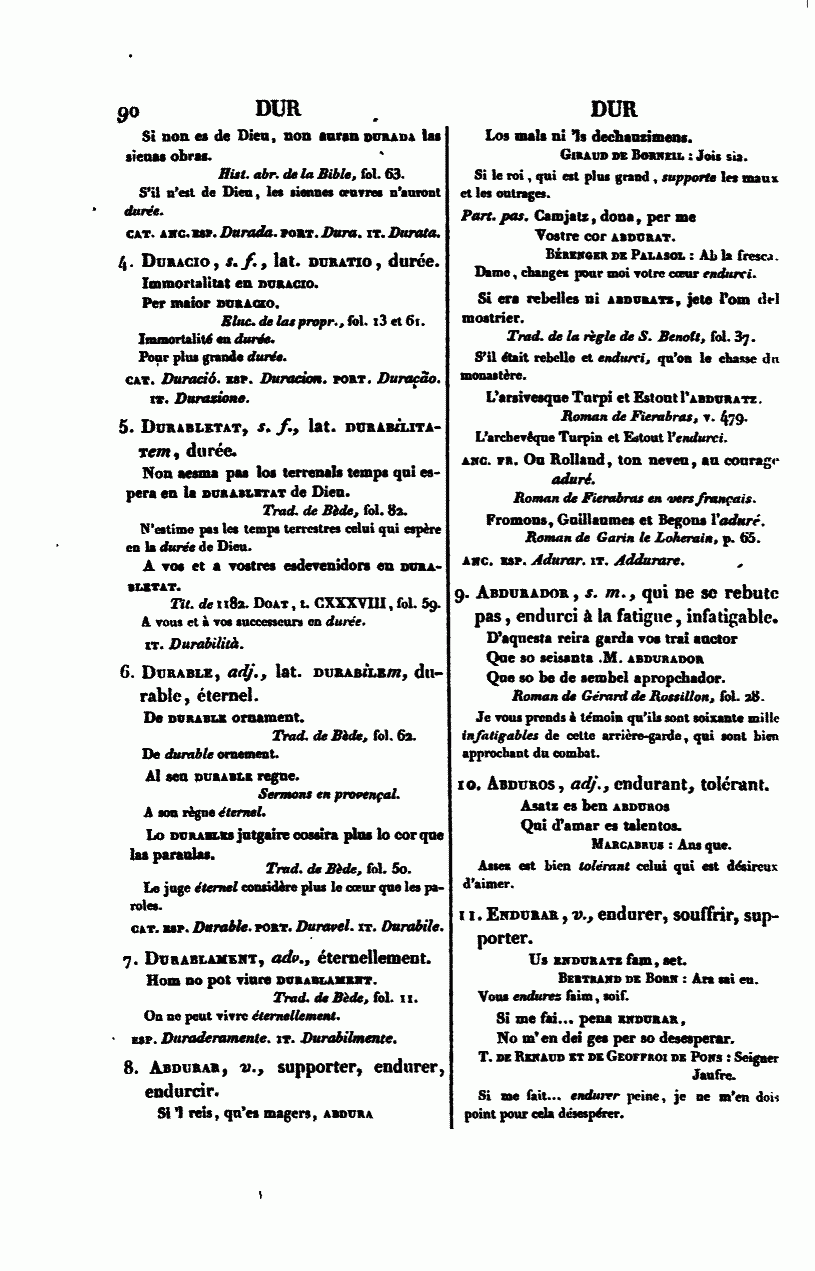 90 DUR DUR
Si non es de Dieu, non auran DURADA las
sienas obras.
Hist. abr. de la Bible, fol. 63.
S'il n'est de Dieu, les siennes œuvres n'auront
durée.
CAT. ANC. ESP. Durada. PORT. Dura. IT. Durata.
4. DURACIO, s. f., lat. DURATIO, durée.
Immortalitat en DURACIO.
Per maior DURACIO.
Eluc. de las propr., fol. 13 et 61.
Immortalité en durée.
Pour plus grande durée.
CAT. Duració. ESP. Duracion. PORT. Duração.
IT. Durazione.
5. DURABLETAT, s. f., lat. DURABILITA-
TEM, durée.
Non aesma pas los terrenals temps qui es-
pera en la DURABLETAT de Dieu.
Trad. de Bède, fol. 82.
N'estime pas les temps terrestres celui qui espère
en la durée de Dieu.
A vos et a vostres esdevenidors en DURA-
BLETAT.
Tit. de 1182. DOAT, t. CXXXVIII, fol. 59.
A vous et à vos successeurs en durée.
IT. Durabilità.
6. DURABLE, adj., lat. DURABILEm, du-
rable, éternel.
De DURABLE ornament.
Trad. de Bède, fol. 62.
De durable ornement.
Al seu DURABLE regne.
Sermons en provençal.
A son règne éternel.
Lo DURABLES jutgaire cossira plus lo cor que
las paraulas.
Trad. de Bède, fol. 50.
Le juge éternel considère plus le cœur que les pa-
roles.
CAT. ESP. Durable. PORT. Duravel. IT. Durabile.
7. DURABLAMENT, adv., éternellement.
Hom no pot viure DURABLAMENT.
Trad. de Bède, fol. 11.
On ne peut vivre éternellement.
ESP. Duraderamente. IT. Durabilmente.
8. ABDURAR, v., supporter, endurer,
endurcir.
Si 'l reis, qu'es magers, ABDURA
Los mals ni 'ls dechauzimens.
GIRAUD DE BORNEIL : Jois sia.
Si le roi, qui est plus grand, supporte les maux
et les outrages.
Part. pas. Camjatz, dona, per me
Vostre cor ABDURAT.
BÉRENGER DE PALASOL : Ab la fresca.
Dame, changez pour moi votre cœur endurci.
Si era rebelles ni ABDURATZ, jete l'om del
mostrier.
Trad. de la règle de S. Benoît, fol. 37.
S'il était rebelle et endurci, qu'on le chasse du
monastère.
L'arsivesque Turpi et Estout l'ABDURATZ.
Roman de Fierabras, v. 479.
L'archevêque Turpin et Estout l'endurci.
ANC. FR. Ou Rolland, ton neveu, au courage
aduré.
Roman de Fierabras en vers français.
Fromons, Guillaumes et Begons l'aduré.
Roman de Garin le Loherain, p. 65.
ANC. ESP. Adurar. IT. Addurare.
9. ABDURADOR, s. m., qui ne se rebute
pas, endurci à la fatigue, infatigable.
D'aquesta reira garda vos trai auctor
Que so seisanta .M. ABDURADOR
Que so be de sembel apropchador.
Roman de Gérard de Rossillon, fol. 28.
Je vous prends à témoin qu'ils sont soixante mille
infatigables de cette arrière-garde, qui sont bien
approchant du combat.
10. ABDUROS, adj., endurant, tolérant.
Asatz es ben ABDUROS
Qui d'amar es talentos.
MARCABRUS : Ans que.
Assez est bien tolérant celui qui est désireux
d'aimer.
11. ENDURAR, v., endurer, souffrir, sup-
porter.
Us ENDURATZ fam, set.
BERTRAND DE BORN : Ara sai eu.
Vous endurez faim, soif.
Si me fai... pena ENDURAR,
No m'en dei ges per so desesperar.
T. DE RENAUD ET DE GEOFFROI DE PONS : Seigner
Jaufre.
Si me fait... endurer peine, je ne m'en dois
point pour cela désespérer.